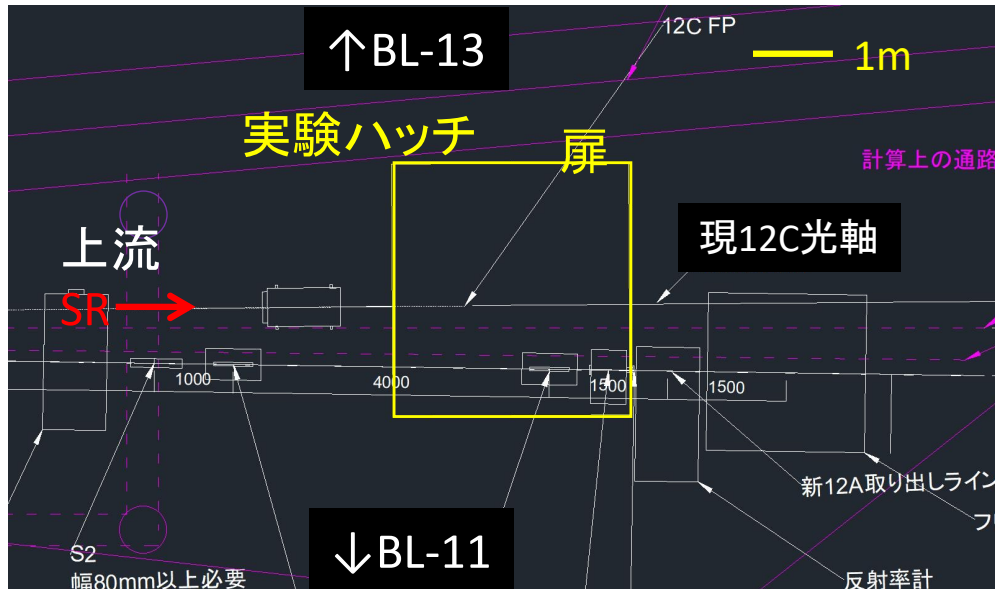 12C FP
↑BL-13
1m
実験ハッチ
扉
計算上の通路
現12C光軸
上流
SR
1000
4000
1500
1500
新12A取り出しライン
S2
幅80mm以上必要
↓BL-11
反射率計